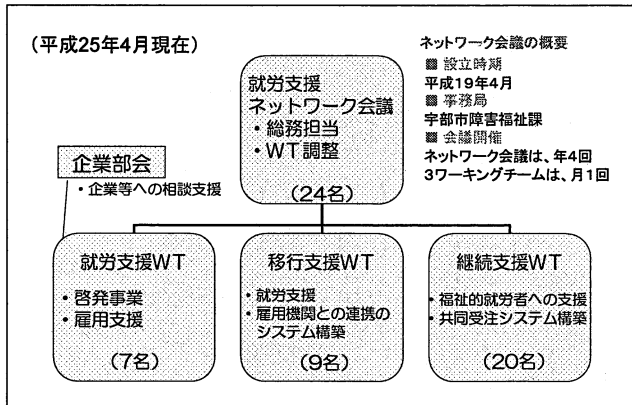 (平成25年4月現在)
ネットワーク会議の概要
▩ 設立時期
平成19年4月
▩ 事務局
宇部市障害福祉課
▩ 会議開催
ネットワーク会議は、年4回
3ワーキングチームは、月1回
就労支援
ネットワーク会議
・総務担当
・WT調整
(24名)
企業部会
・企業等への相談支援
就労支援WT
・啓発事業
・雇用支援
(7名)
移行支援WT
・就労支援
・雇用機関との連携の
システム構築
(9名)
継続支援WT
・福祉的就労者への支援
・共同受注システム構築
(20名)